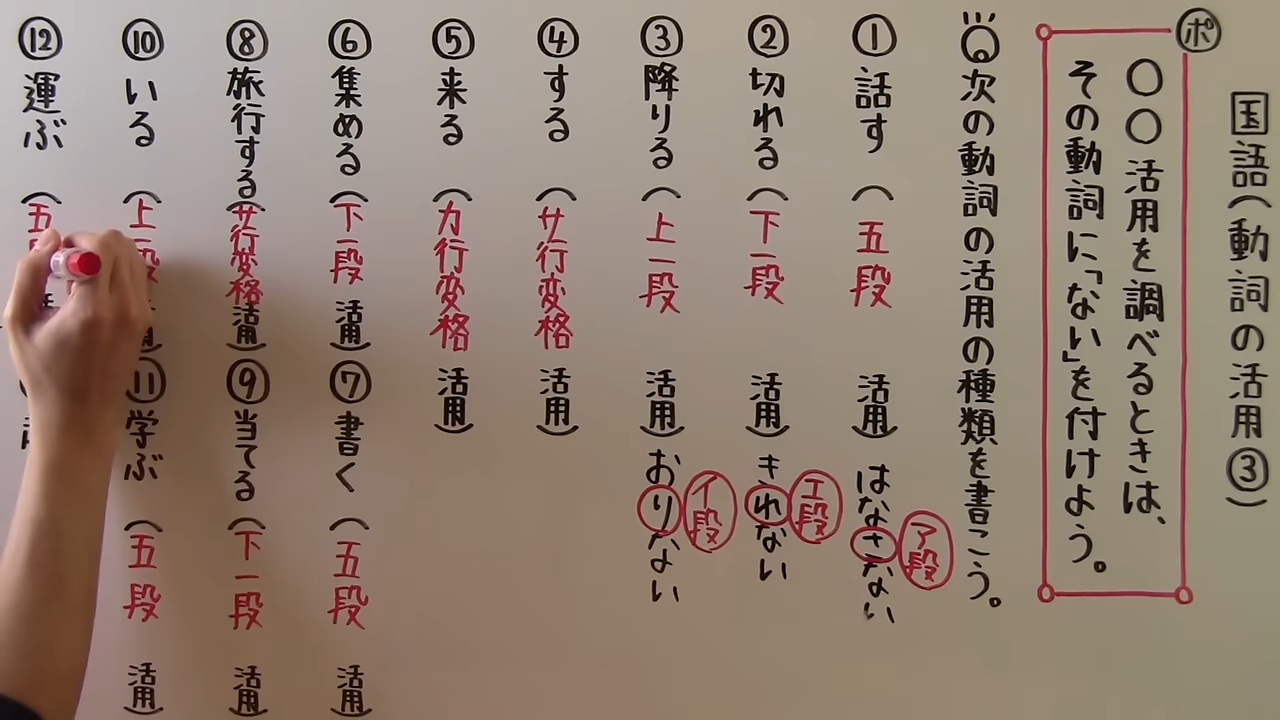 国語(動詞の活用③)
ポ
〇〇活用を調べるときは、
その動詞に「ない」を付けよう。
次の動詞の活用の種類を書こう。
①話す(五段活用)はなさない
ア段
②切れる(下一段活用)きれない
エ段
③降りる(上一段活用)おりない
イ段
④する(サ行変格活用)
⑤来る(カ行変格活用)
⑥集める(下一段活用)
⑦書く(五段活用)
⑧旅行する(サ行変格活用)
⑨当てる(下一段活用)
⑩いる(上一段
⑪学ぶ(五段活用)
⑫運ぶ(五